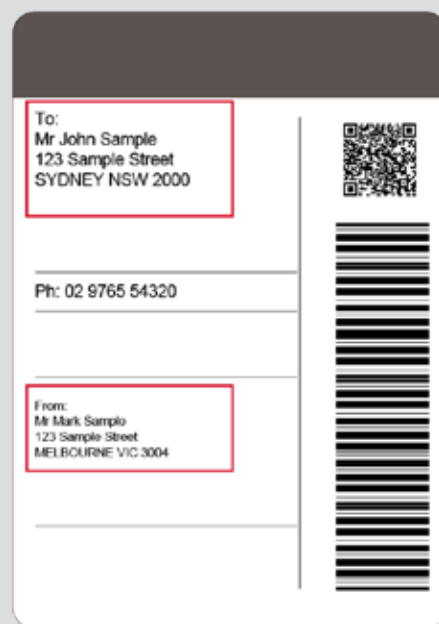 To:
Mr John Sample
123 Sample Street
SYDNEY NSW 2000
Ph: 02 9765 54320
From:
Mr Mark Sample
123 Sample Street
MELBOURNE VIC 3004